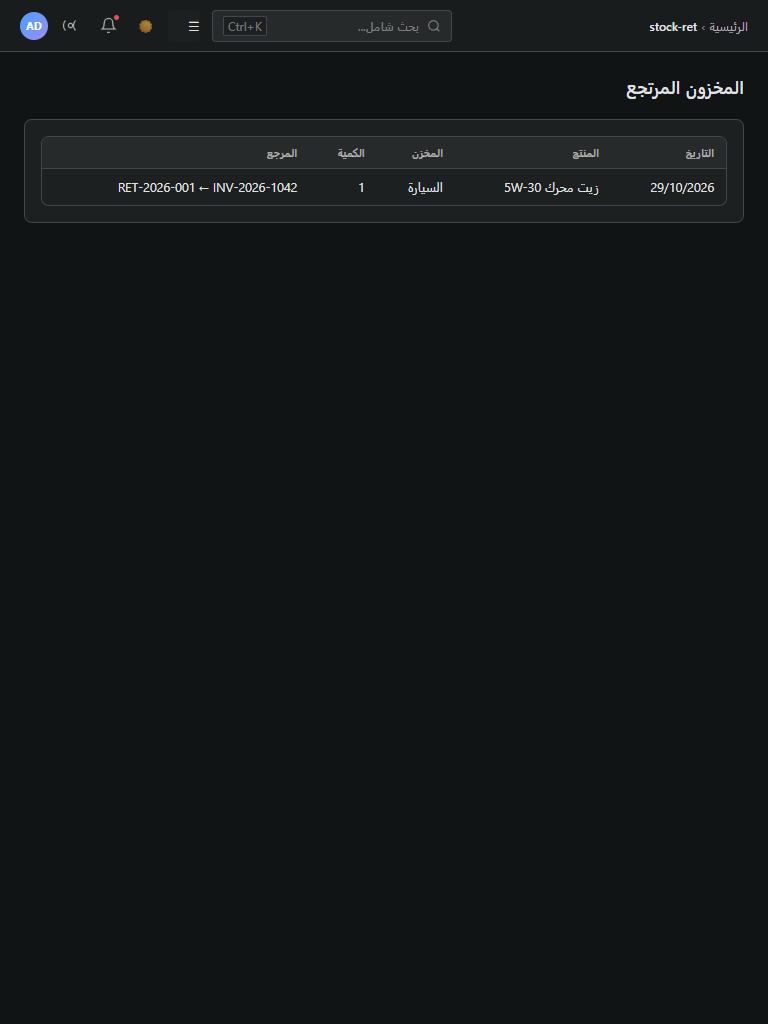 الرئيسية › stock-ret
بحث شامل... Ctrl+K
AD
المخزون المرتجع
التاريخ المنتج المخزن الكمية المرجع
29/10/2026 زيت محرك 5W-30 السيارة 1 RET-2026-001 ← INV-2026-1042